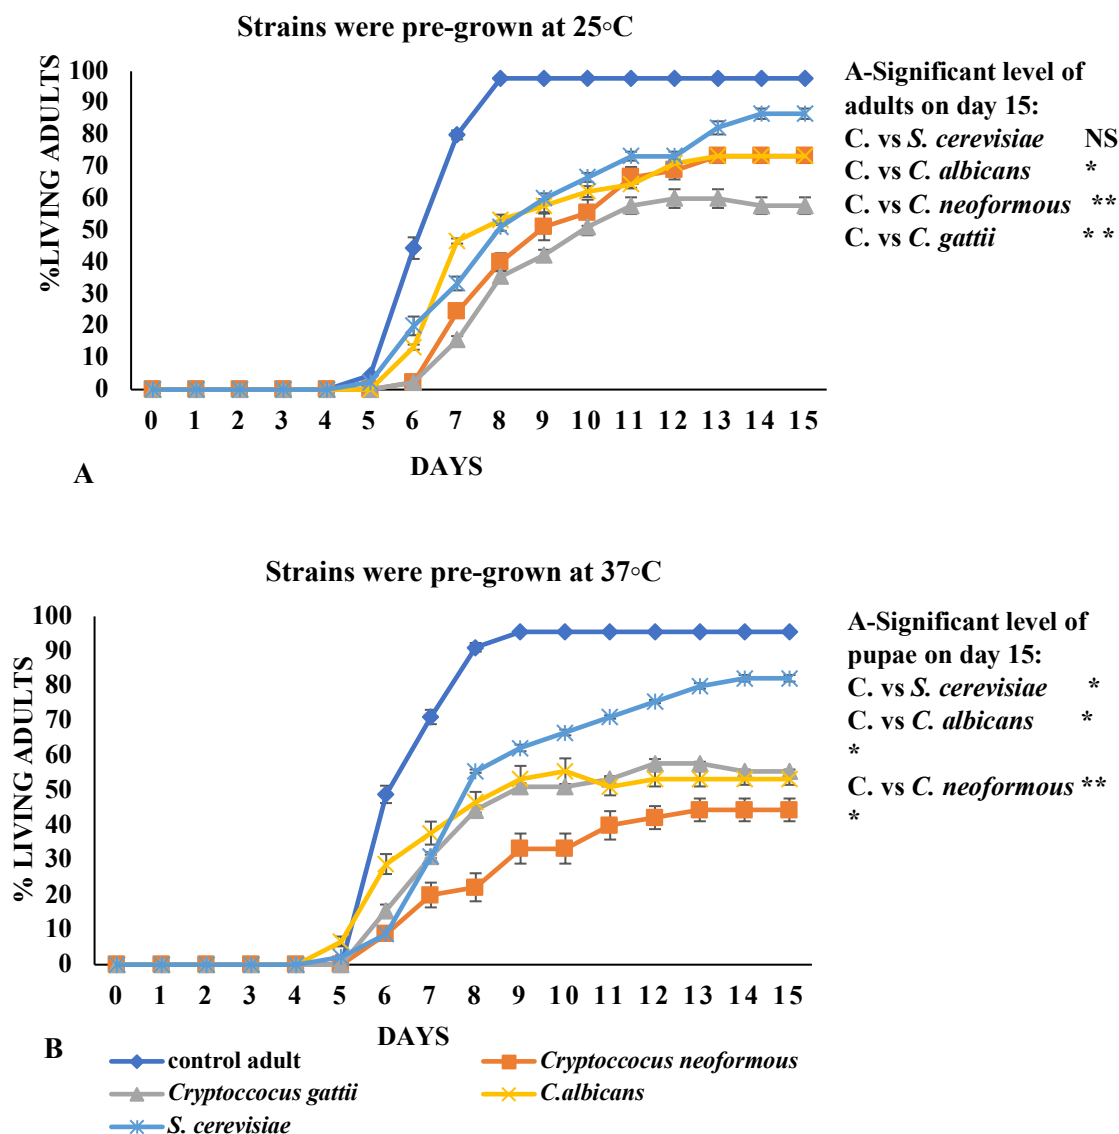 Strains were pre-grown at 25◦C
%LIVING ADULTS
100
90
80
70
60
50
40
30
20
10
0
0 1 2 3 4 5 6 7 8 9 10 11 12 13 14 15
DAYS
A
A-Significant level of
adults on day 15:
C. vs S. cerevisiae NS
C. vs C. albicans *
C. vs C. neoformous **
C. vs C. gattii * *
Strains were pre-grown at 37◦C
% LIVING ADULTS
100
90
80
70
60
50
40
30
20
10
0
0 1 2 3 4 5 6 7 8 9 10 11 12 13 14 15
DAYS
B
A-Significant level of
pupae on day 15:
C. vs S. cerevisiae *
C. vs C. albicans *
*
C. vs C. neoformous **
*
control adult
Cryptoccocus neoformous
Cryptoccocus gattii
C.albicans
S. cerevisiae